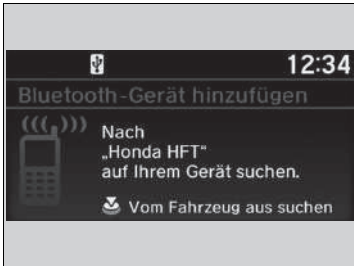 12:34
Bluetooth-Gerät hinzufügen
Nach
„Honda HFT“
auf Ihrem Gerät suchen.
Vom Fahrzeug aus suchen